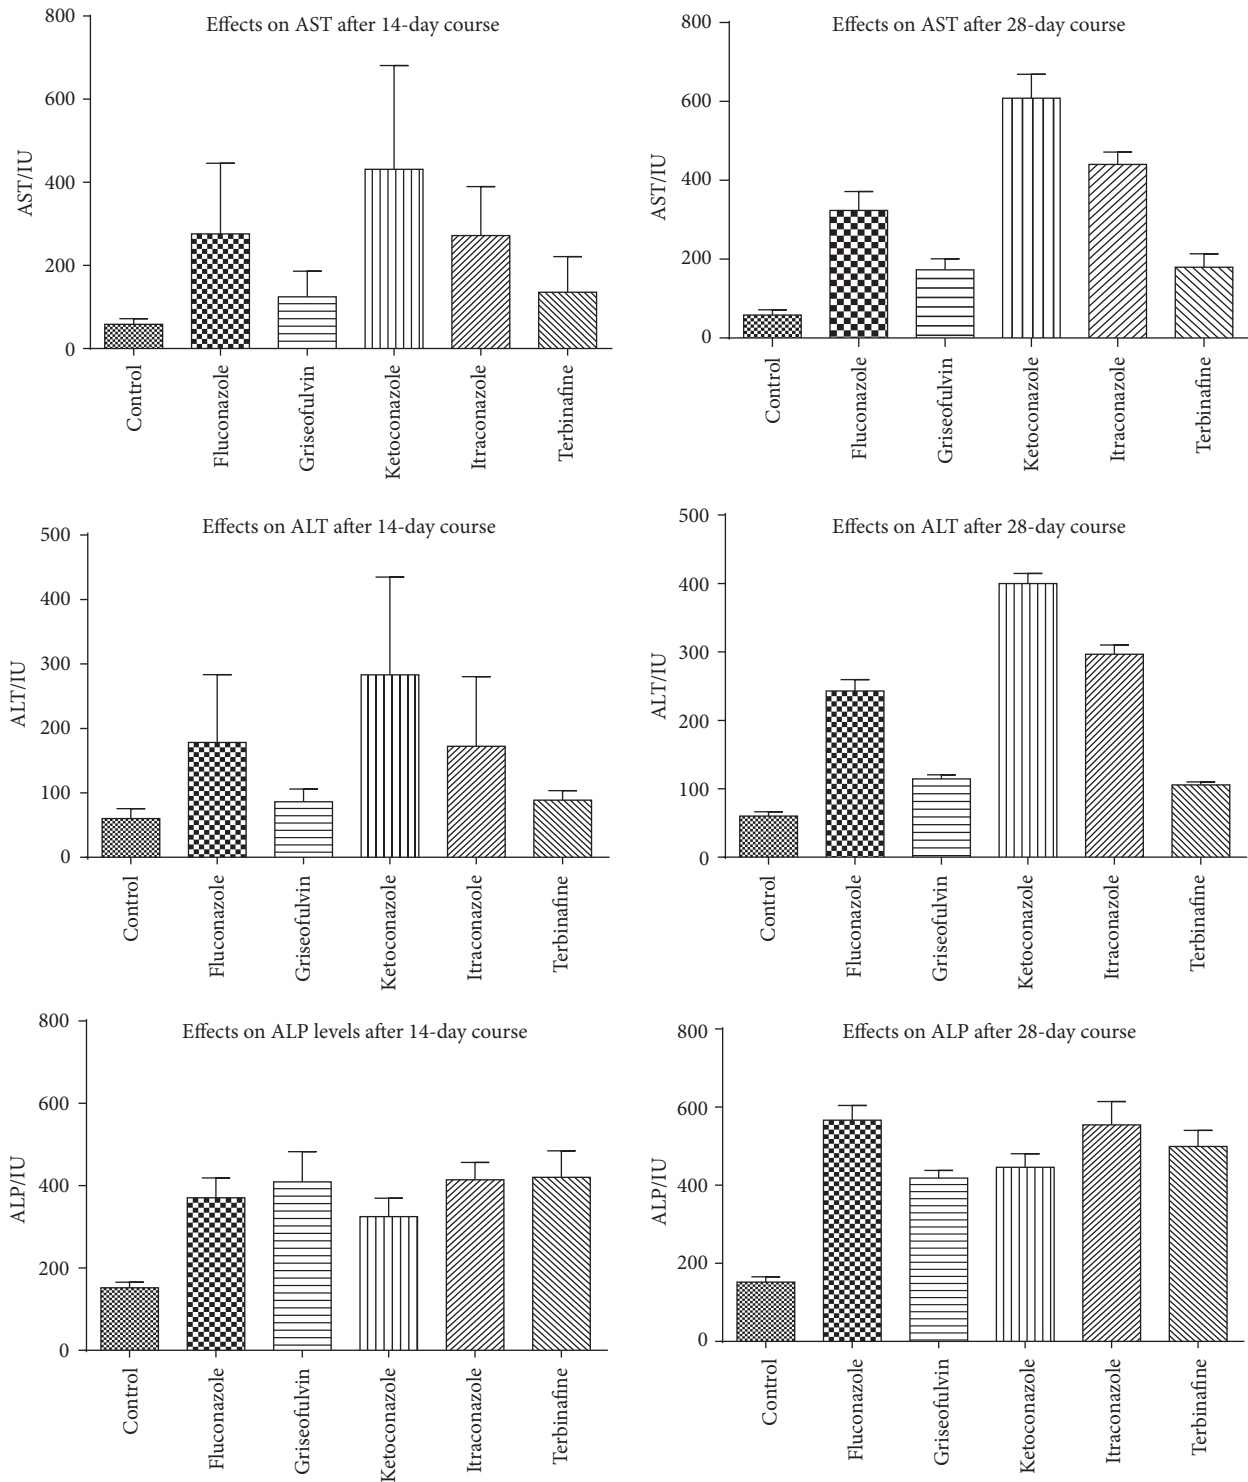 Effects on AST after 14-day course
AST/IU
800
600
400
200
0
Control
Fluconazole
Griseofulvin
Ketoconazole
Itraconazole
Terbinafine
Effects on AST after 28-day course
AST/IU
800
600
400
200
0
Control
Fluconazole
Griseofulvin
Ketoconazole
Itraconazole
Terbinafine
Effects on ALT after 14-day course
ALT/IU
500
400
300
200
100
0
Control
Fluconazole
Griseofulvin
Ketoconazole
Itraconazole
Terbinafine
Effects on ALT after 28-day course
ALT/IU
500
400
300
200
100
0
Control
Fluconazole
Griseofulvin
Ketoconazole
Itraconazole
Terbinafine
Effects on ALP levels after 14-day course
ALP/IU
800
600
400
200
0
Control
Fluconazole
Griseofulvin
Ketoconazole
Itraconazole
Terbinafine
Effects on ALP after 28-day course
ALP/IU
800
600
400
200
0
Control
Fluconazole
Griseofulvin
Ketoconazole
Itraconazole
Terbinafine